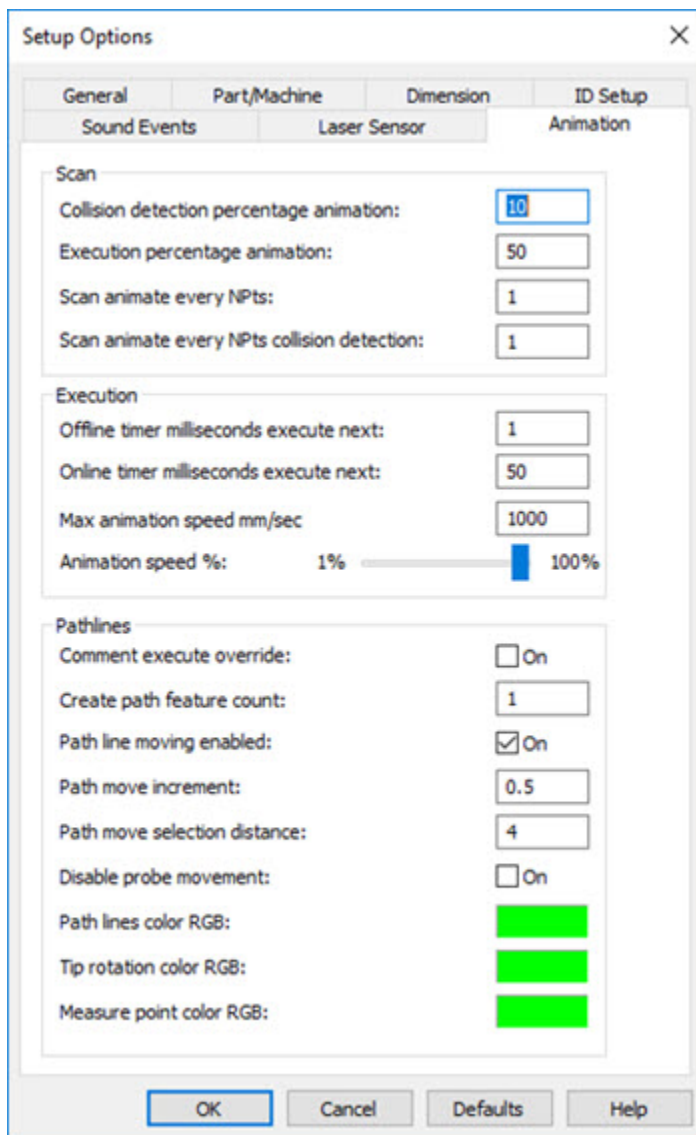 Setup Options
General Part/Machine Dimension ID Setup
Sound Events Laser Sensor Animation
Scan
Collision detection percentage animation: 10
Execution percentage animation: 50
Scan animate every NPts: 1
Scan animate every NPts collision detection: 1
Execution
Offline timer milliseconds execute next: 1
Online timer milliseconds execute next: 50
Max animation speed mm/sec 1000
Animation speed %: 1% 100%
Pathlines
Comment execute override: On
Create path feature count: 1
Path line moving enabled: On
Path move increment: 0.5
Path move selection distance: 4
Disable probe movement: On
Path lines color RGB:
Tip rotation color RGB:
Measure point color RGB:
OK Cancel Defaults Help